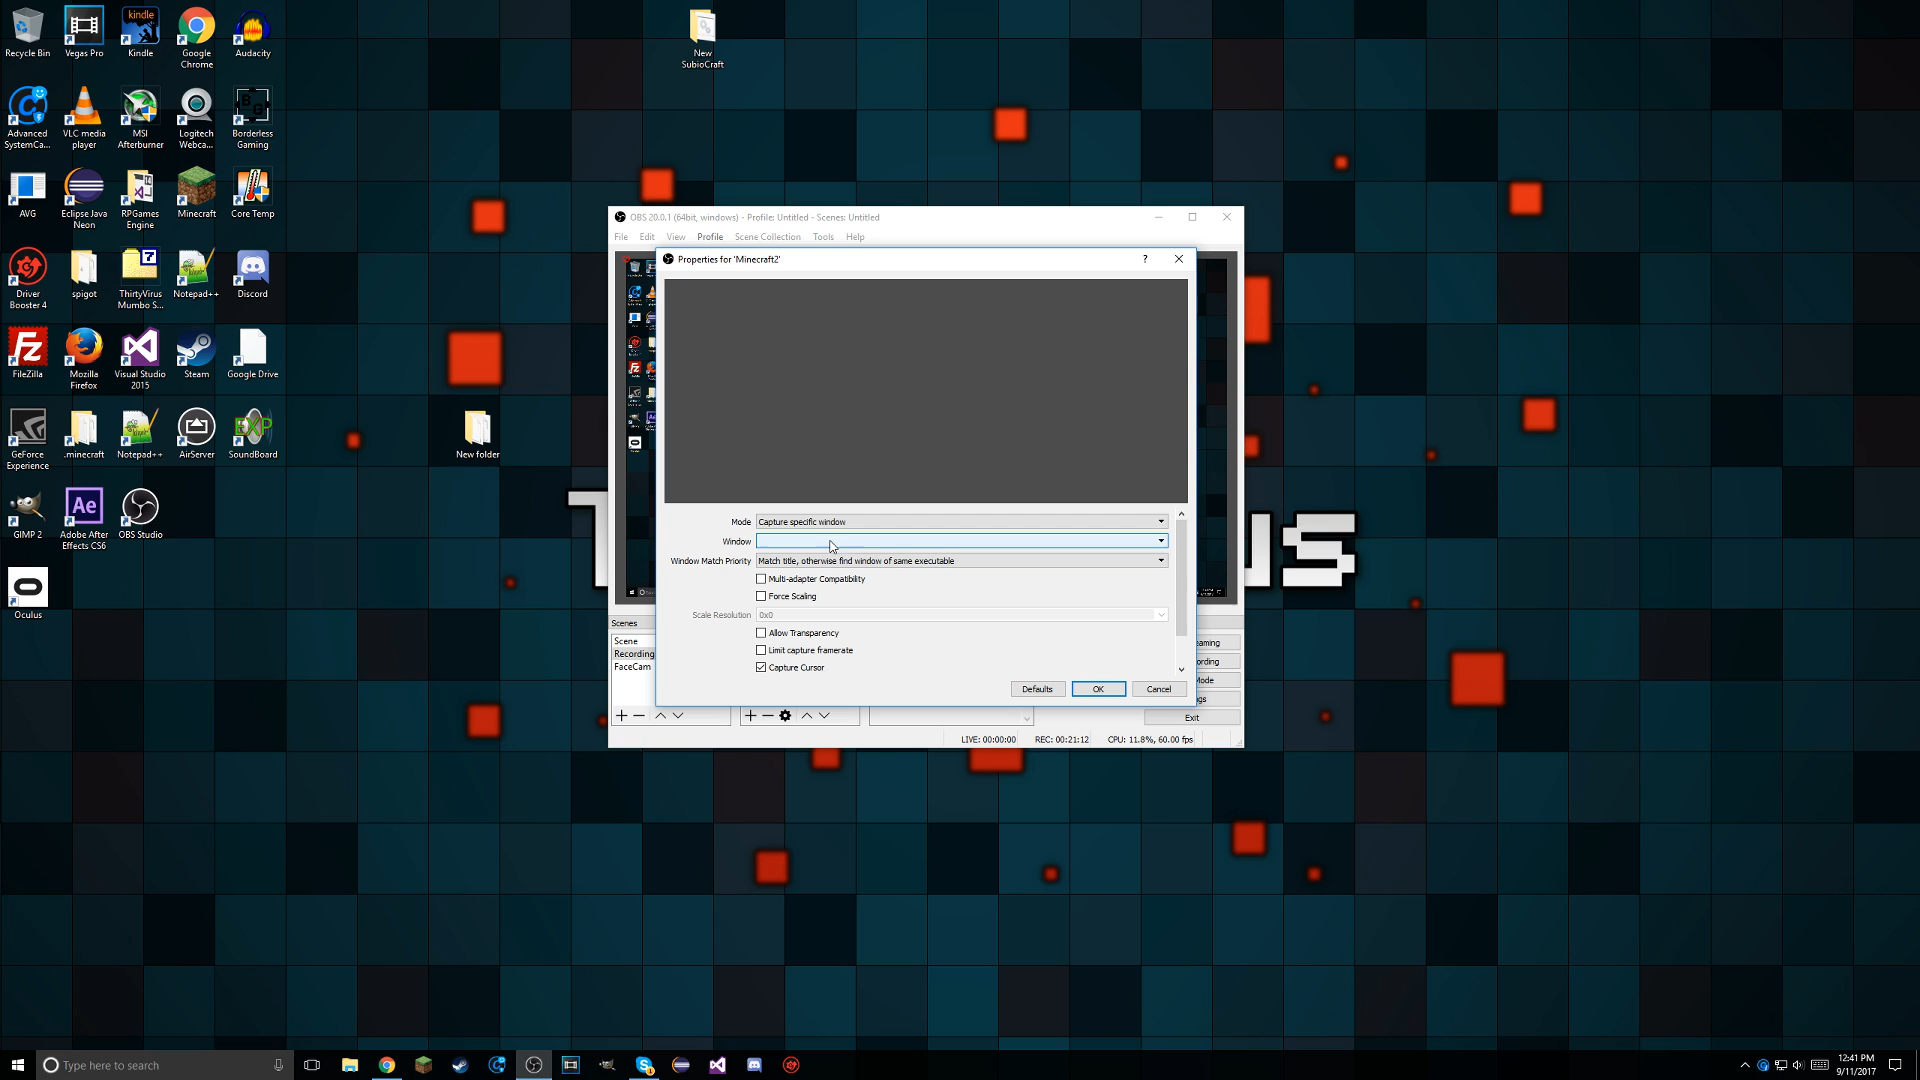 Recycle Bin
Vegas Pro
Kindle
Google
Chrome
Audacity
New
SubioCraft
Advanced
SystemCa...
VLC media
player
MSI
Afterburner
Logitech
Webca...
Borderless
Gaming
AVG
Eclipse Java
Neon
RPGames
Engine
Minecraft
Core Temp
Driver
Booster 4
spigot
ThirtyVirus
Mumbo S...
Notepad++
Discord
FileZilla
Mozilla
Firefox
Visual Studio
2015
Steam
Google Drive
GeForce
Experience
.minecraft
Notepad++
AirServer
SoundBoard
New folder
GIMP 2
Adobe After
Effects CS6
OBS Studio
Oculus
OBS 20.0.1 (64bit, windows) - Profile: Untitled - Scenes: Untitled
File Edit View Profile Scene Collection Tools Help
Properties for 'Minecraft2'
Mode Capture specific window
Window
Window Match Priority Match title, otherwise find window of same executable
Multi-adapter Compatibility
Force Scaling
Scale Resolution 0x0
Allow Transparency
Limit capture framerate
Capture Cursor
Defaults OK Cancel
Scenes
Scene
Recording
FaceCam
eaming
ording
Mode
gs
Exit
LIVE: 00:00:00 REC: 00:21:12 CPU: 11.8%, 60.00 fps
Type here to search
12:41 PM
9/11/2017